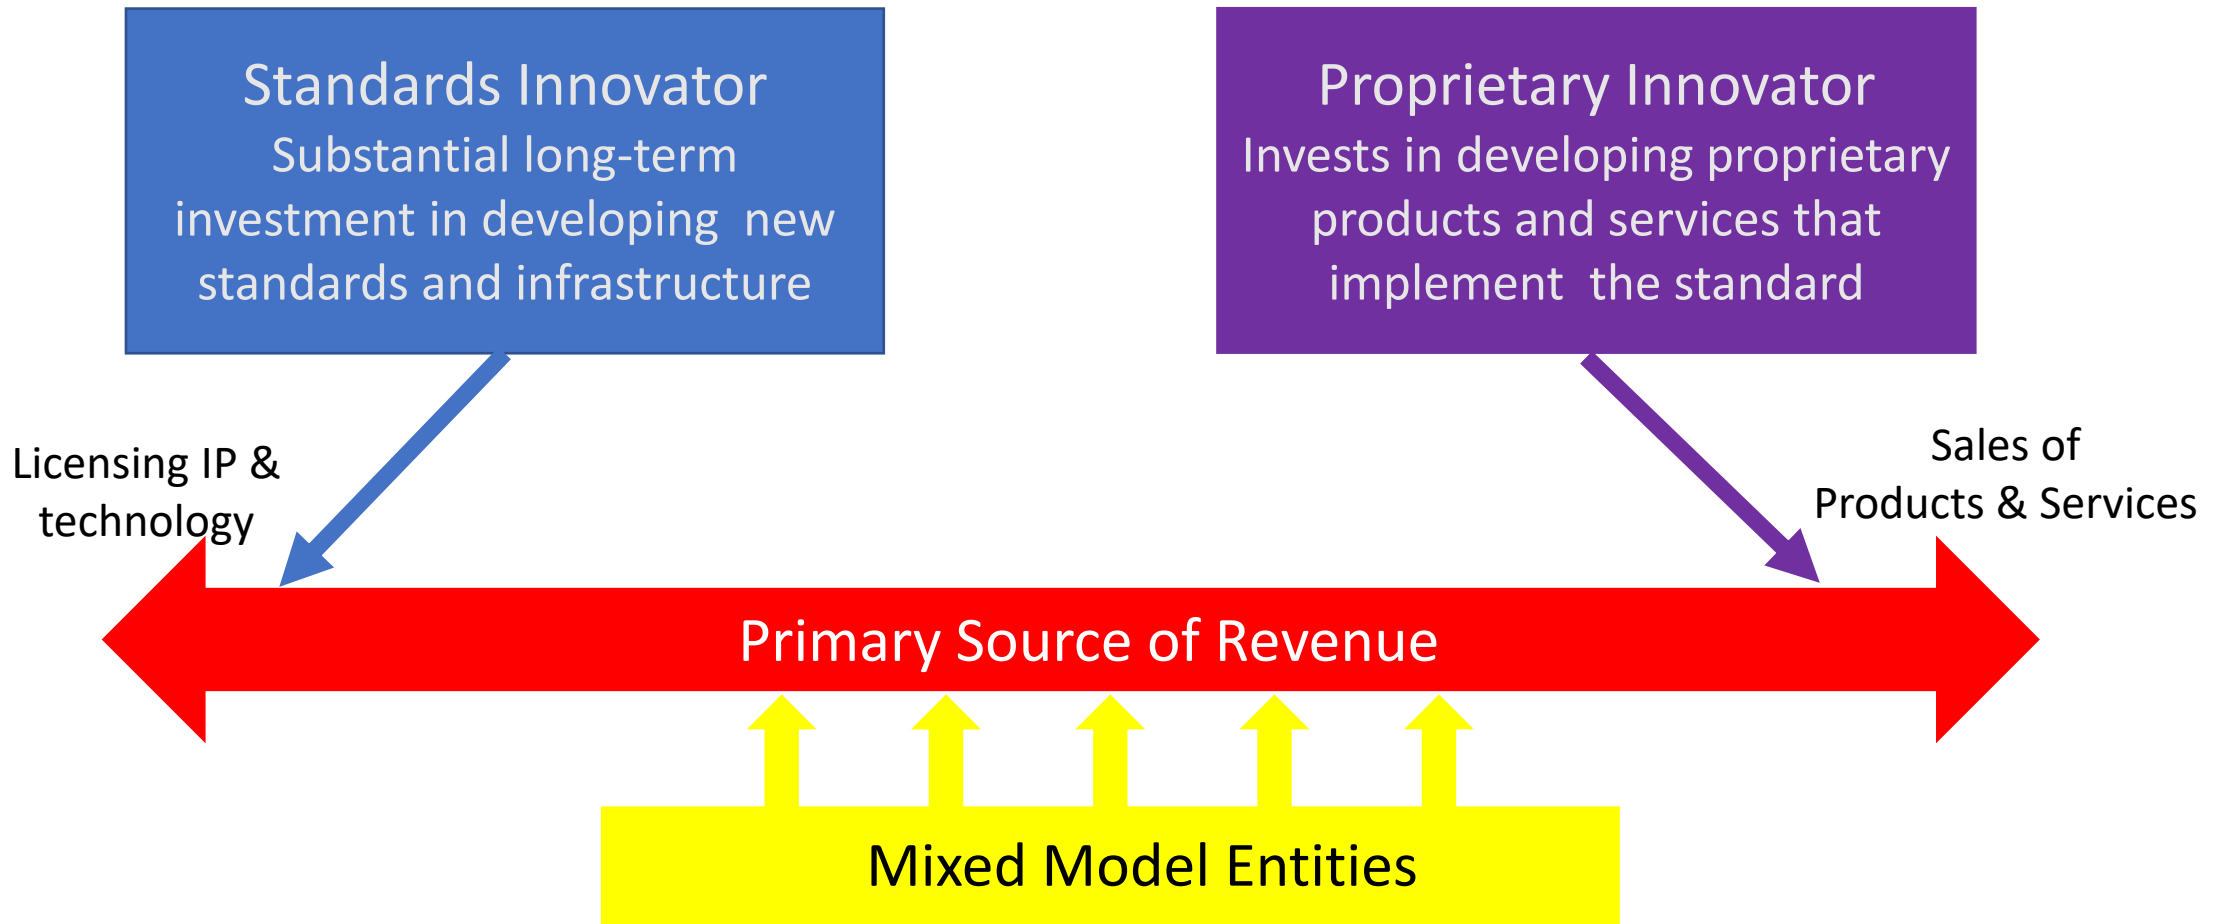 Standards Innovator
Substantial long-term
investment in developing  new
standards and infrastructure
Proprietary Innovator
Invests in developing proprietary
products and services that
implement  the standard
Licensing IP &
technology
Sales of
Products & Services
Primary Source of Revenue
Mixed Model Entities